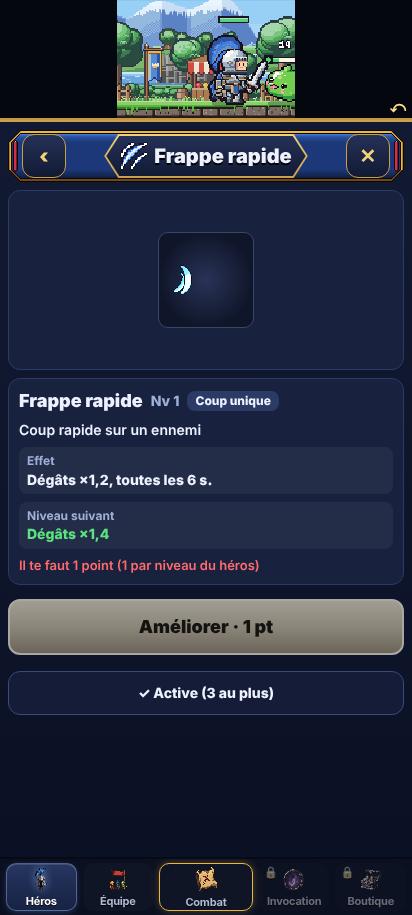 Frappe rapide
Frappe rapide Nv 1 Coup unique
Coup rapide sur un ennemi
Effet
Dégâts ×1,2, toutes les 6 s.
Niveau suivant
Dégâts ×1,4
Il te faut 1 point (1 par niveau du héros)
Améliorer · 1 pt
✓ Active (3 au plus)
Héros Équipe Combat Invocation Boutique